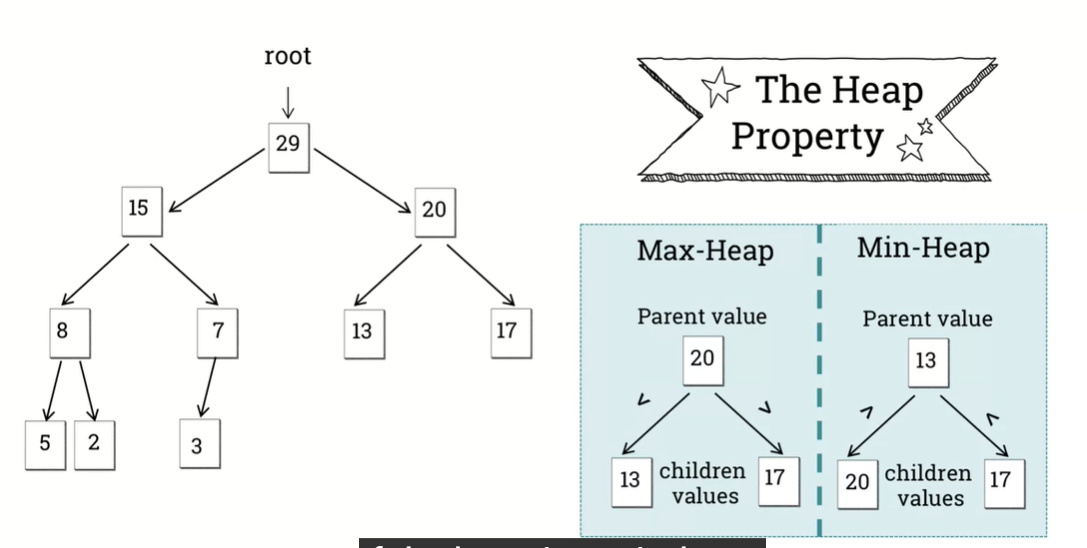 root
29
15
20
8
7
13
17
5
2
3
The Heap
Property
Max-Heap
Parent value
20
>
>
13
children
values
17
Min-Heap
Parent value
13
<
<
20
children
values
17